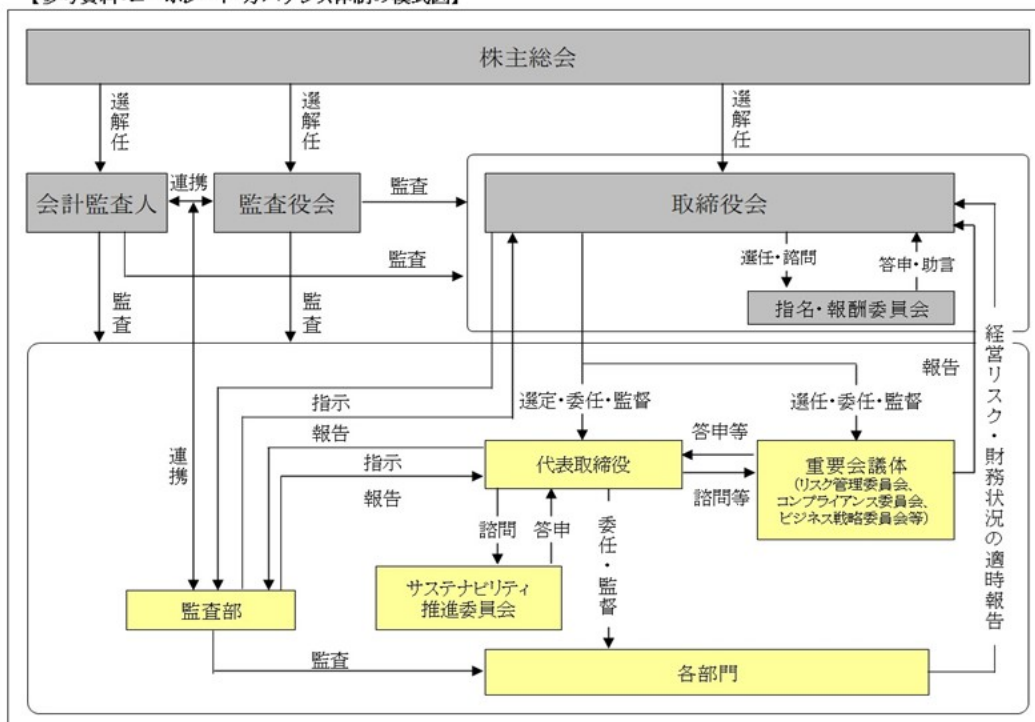 株主総会
選解任
選解任
選解任
会計監査人
連携
監査役会
監査
取締役会
監査
選任・諮問
答申・助言
指名・報酬委員会
監査
監査
経営リスク・財務状況の適時報告
報告
指示
選定・委任・監督
選任・委任・監督
報告
連携
指示
報告
代表取締役
答申等
諮問等
重要会議体
(リスク管理委員会、
コンプライアンス委員会、
ビジネス戦略委員会等)
諮問
答申
委任・監督
サステナビリティ
推進委員会
監査部
監査
各部門